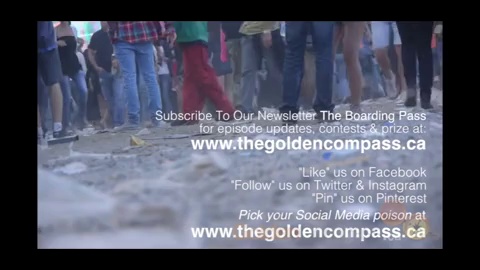 Subscribe To Our Newsletter The Boarding Pass
for episode updates, contests & prize at:
www.thegoldencompass.ca
"Like" us on Facebook
"Follow" us on Twitter & Instagram
"Pin" us on Pinterest
Pick your Social Media poison at
www.thegoldencompass.ca